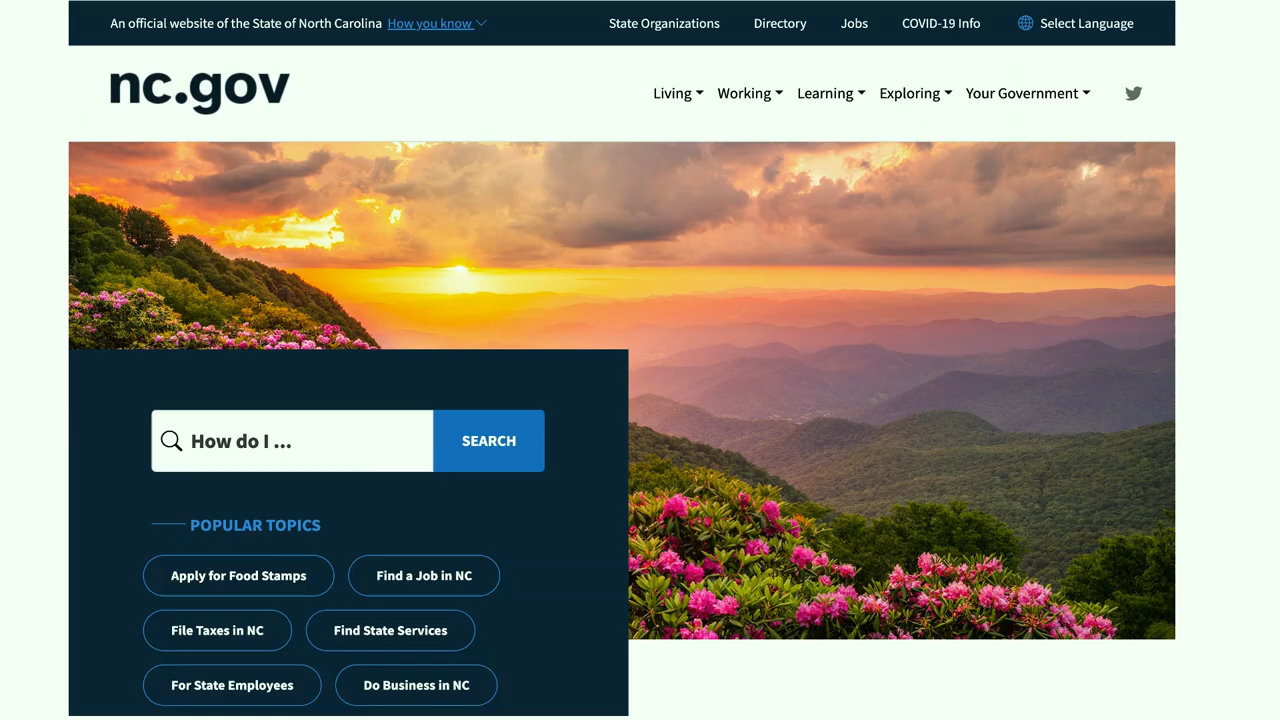 An official website of the State of North Carolina How you know
State Organizations Directory Jobs COVID-19 Info Select Language
nc.gov
Living Working Learning Exploring Your Government
How do I ...
SEARCH
POPULAR TOPICS
Apply for Food Stamps Find a Job in NC
File Taxes in NC Find State Services
For State Employees Do Business in NC